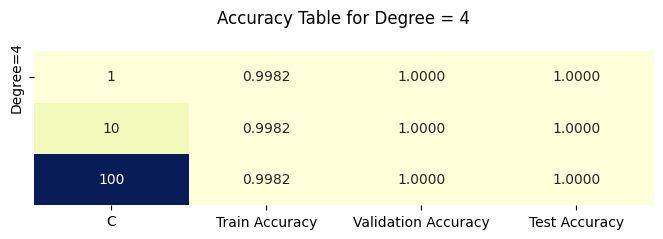 Accuracy Table for Degree = 4
Degree=4
1 0.9982 1.0000 1.0000
10 0.9982 1.0000 1.0000
100 0.9982 1.0000 1.0000
C Train Accuracy Validation Accuracy Test Accuracy